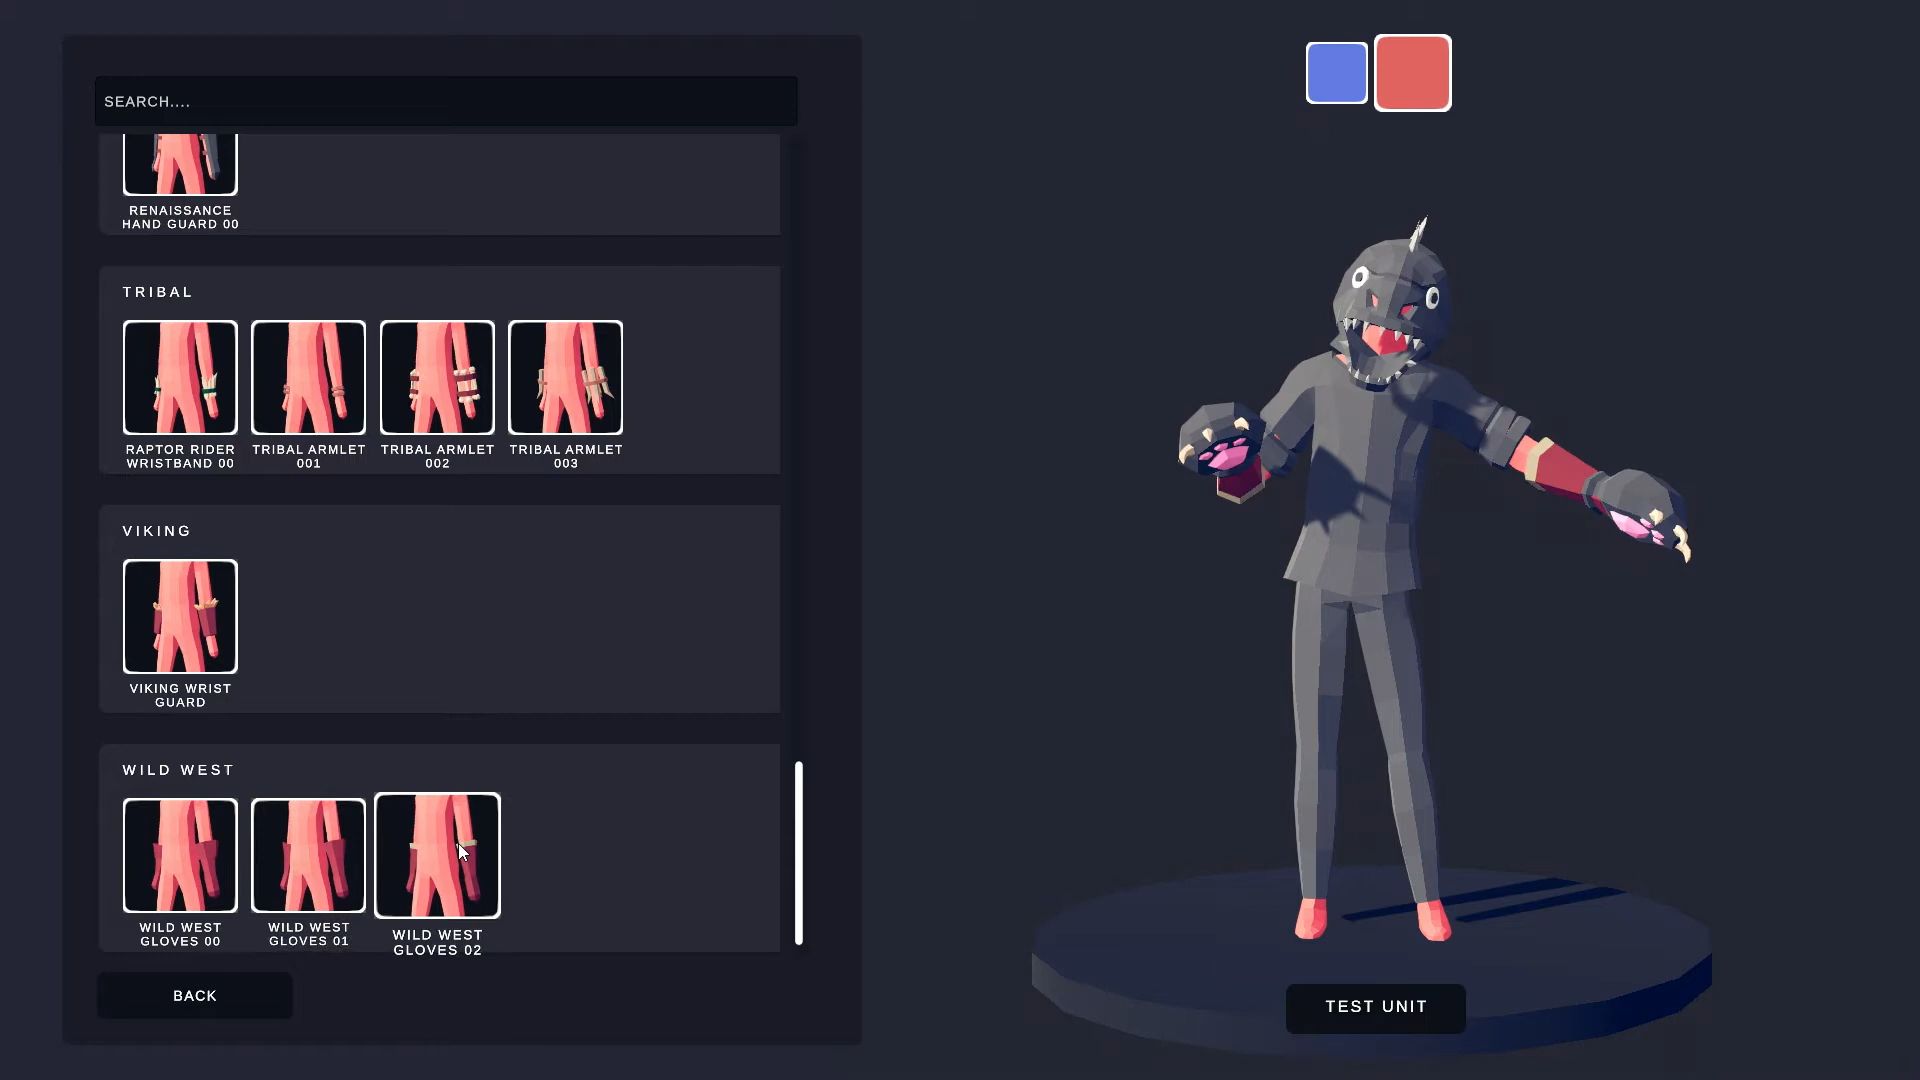 SEARCH....
RENAISSANCE
HAND GUARD 00
TRIBAL
RAPTOR RIDER
WRISTBAND 00
TRIBAL ARMLET
001
TRIBAL ARMLET
002
TRIBAL ARMLET
003
VIKING
VIKING WRIST
GUARD
WILD WEST
WILD WEST
GLOVES 00
WILD WEST
GLOVES 01
WILD WEST
GLOVES 02
BACK
TEST UNIT